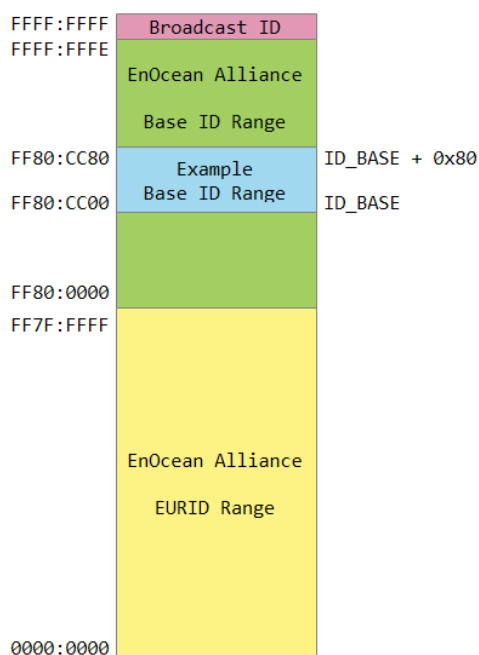 FFFF:FFFF
Broadcast ID
FFFF:FFFE
EnOcean Alliance
Base ID Range
FF80:CC80
Example
Base ID Range
ID_BASE + 0x80
FF80:CC00
ID_BASE
FF80:0000
FF7F:FFFF
EnOcean Alliance
EURID Range
0000:0000